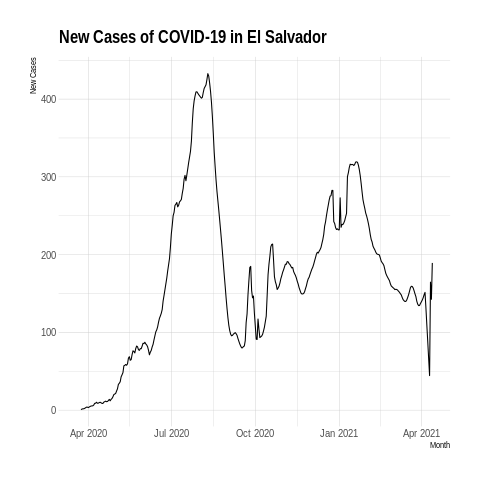 New Cases of COVID-19 in El Salvador
New Cases
400
300
200
100
0
Apr 2020
Jul 2020
Oct 2020
Jan 2021
Apr 2021
Month